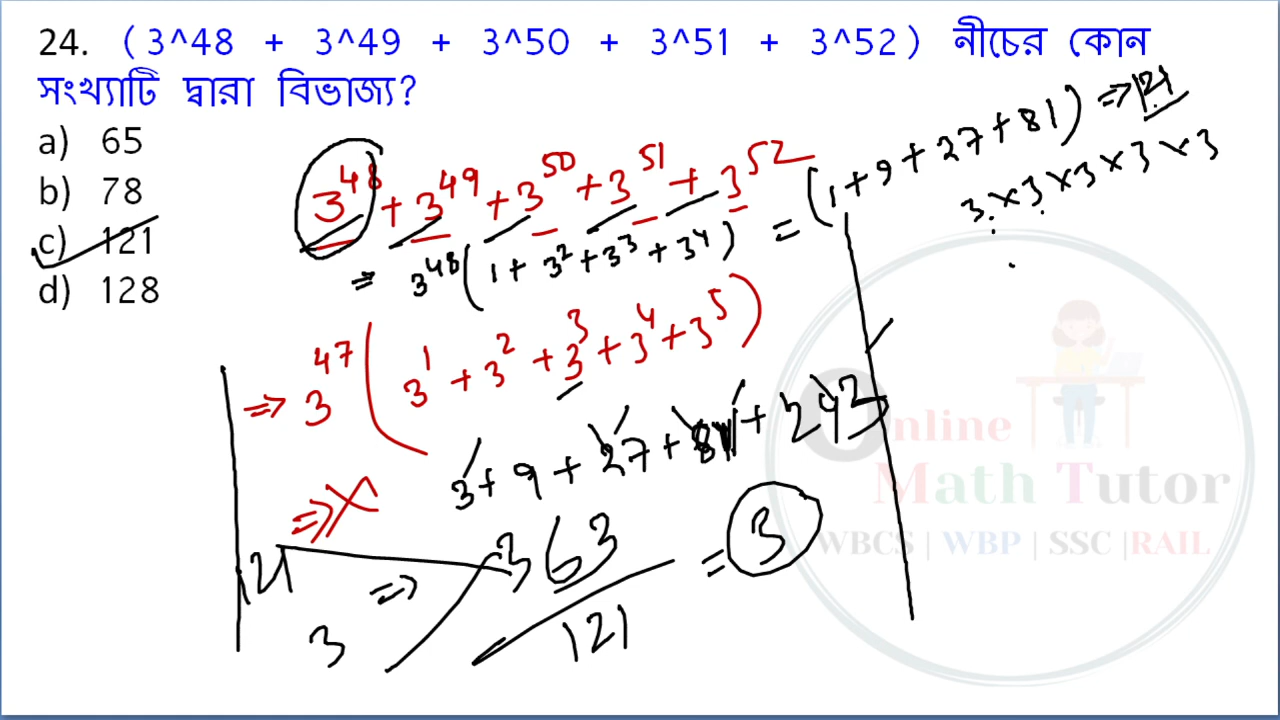 24. (3^48 + 3^49 + 3^50 + 3^51 + 3^52) নীচের কোন
সংখ্যাটি দ্বারা বিভাজ্য?
a) 65
b) 78
c) 121
d) 128
3^48 + 3^49 + 3^50 + 3^51 + 3^52
⇒ 3^48 (1 + 3^2 + 3^3 + 3^4) =
(1 + 9 + 27 + 81) ⇒ 121
3 × 3 × 3 × 3 × 3
⇒ 3^47 (3^1 + 3^2 + 3^3 + 3^4 + 3^5)
3 + 9 + 27 + 81 + 243
⇒
121
3
⇒ 363
121
= 3
Online
Math Tutor
WBCS | WBP | SSC |RAIL